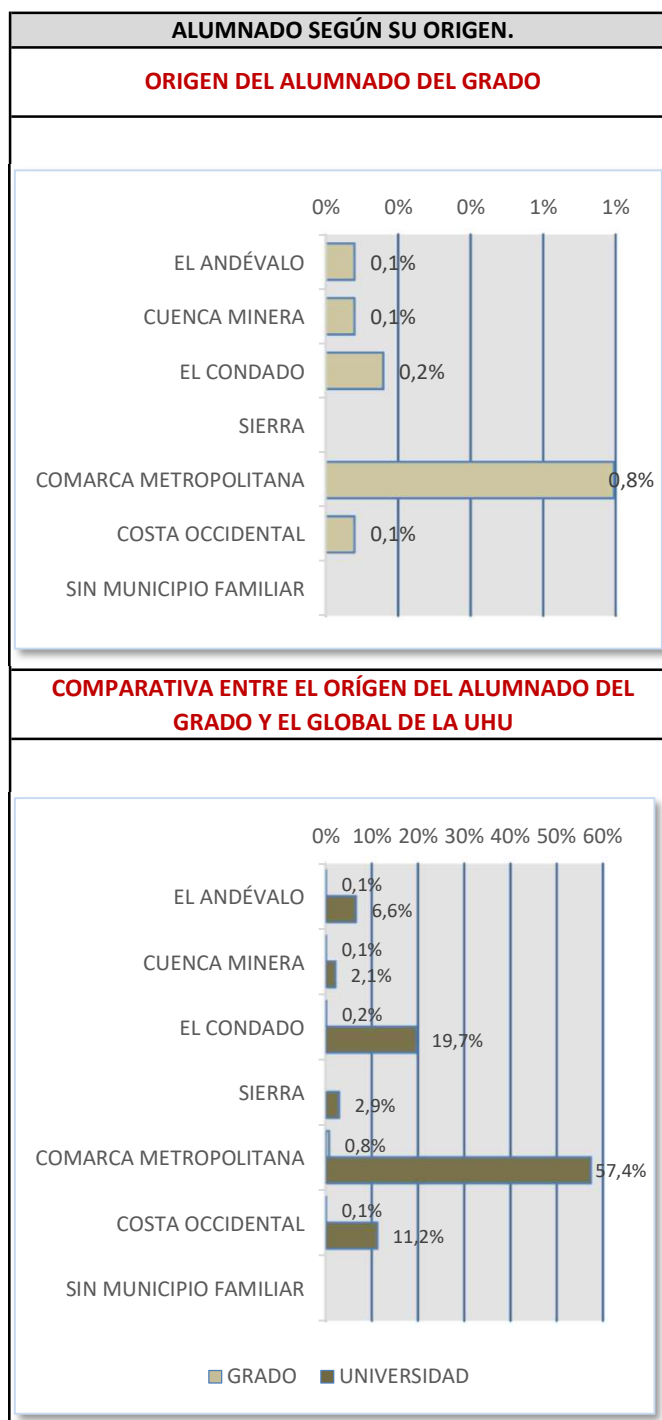 ALUMNADO SEGÚN SU ORIGEN.
ORIGEN DEL ALUMNADO DEL GRADO
0% 0% 0% 1% 1%
EL ANDÉVALO 0,1%
CUENCA MINERA 0,1%
EL CONDADO 0,2%
SIERRA
COMARCA METROPOLITANA 0,8%
COSTA OCCIDENTAL 0,1%
SIN MUNICIPIO FAMILIAR
COMPARATIVA ENTRE EL ORÍGEN DEL ALUMNADO DEL
GRADO Y EL GLOBAL DE LA UHU
0% 10% 20% 30% 40% 50% 60%
EL ANDÉVALO 0,1%
6,6%
CUENCA MINERA 0,1%
2,1%
EL CONDADO 0,2%
19,7%
SIERRA
2,9%
COMARCA METROPOLITANA 0,8%
57,4%
COSTA OCCIDENTAL 0,1%
11,2%
SIN MUNICIPIO FAMILIAR
GRADO UNIVERSIDAD